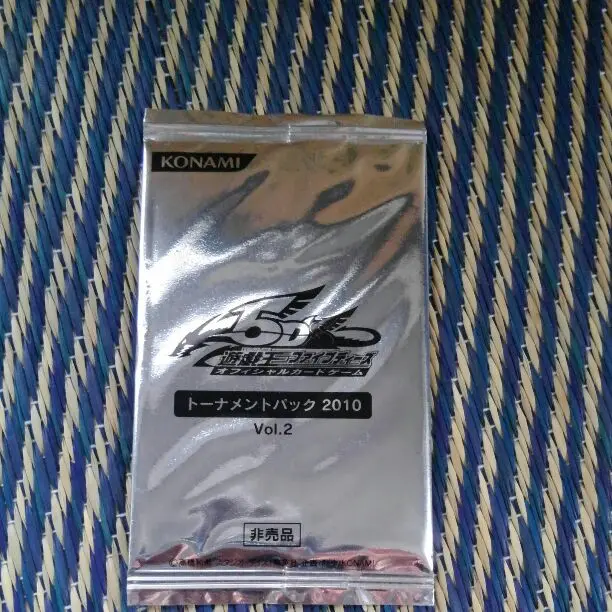 KONAMI
5D's
遊戯王ファイブディーズ
オフィシャルカードゲーム
トーナメントパック 2010
Vol.2
非売品